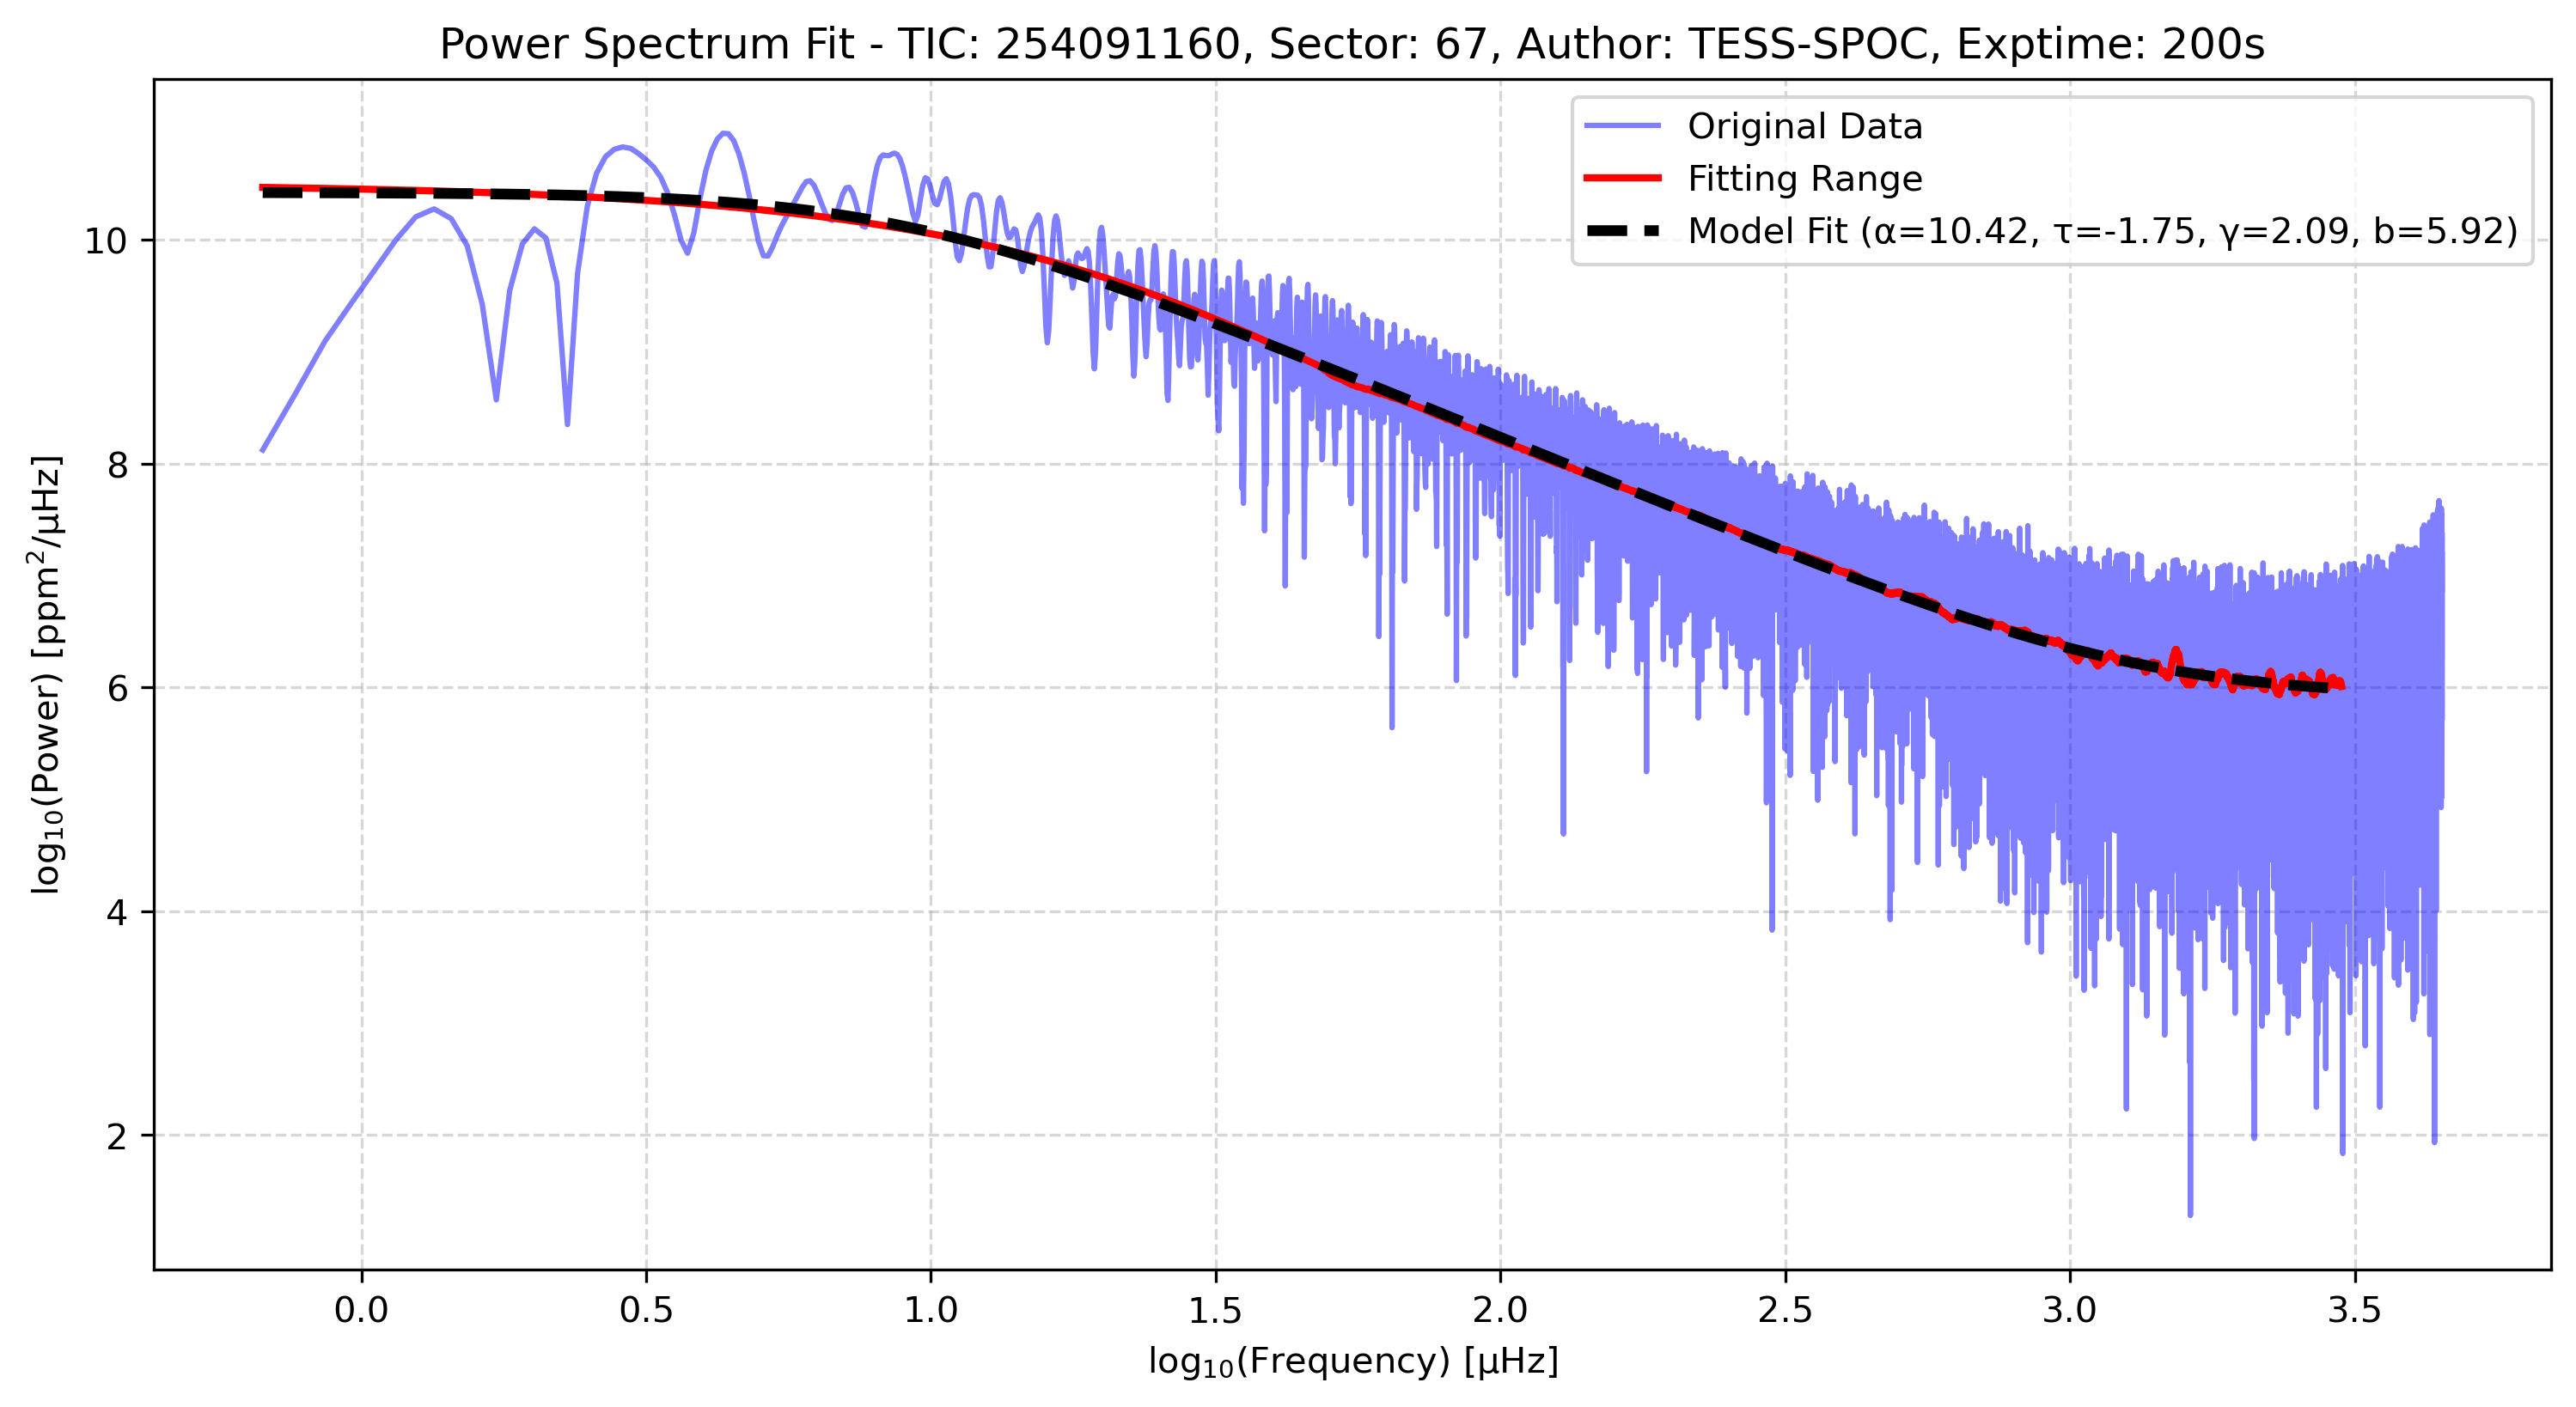 Power Spectrum Fit - TIC: 254091160, Sector: 67, Author: TESS-SPOC, Exptime: 200s
Original Data
Fitting Range
Model Fit (α=10.42, τ=-1.75, γ=2.09, b=5.92)
log₁₀(Power) [ppm²/μHz]
10
8
6
4
2
0.0 0.5 1.0 1.5 2.0 2.5 3.0 3.5
log₁₀(Frequency) [μHz]